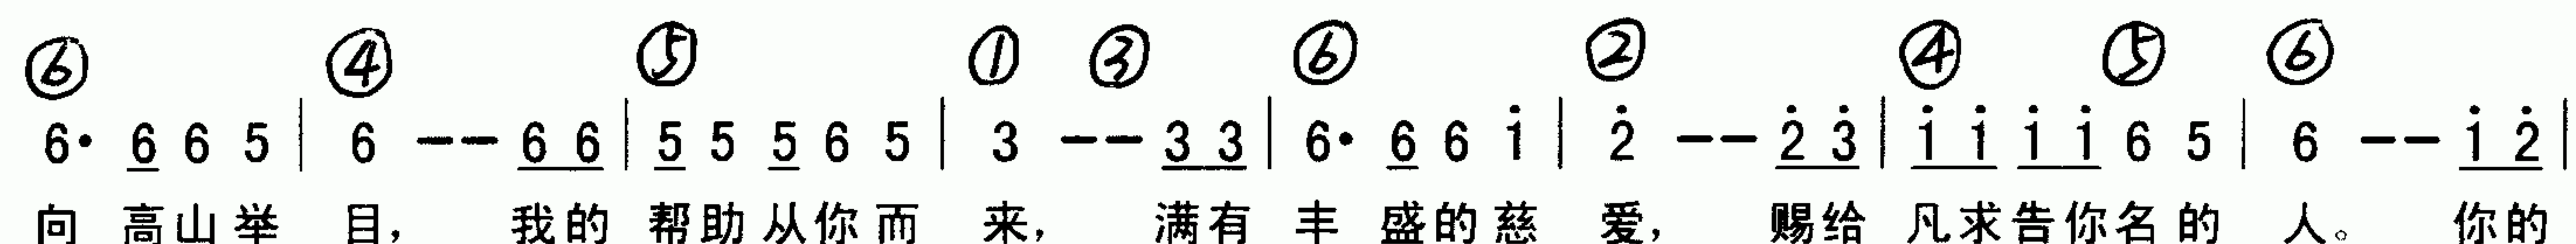 ⑥ ④ ⑤ ① ③ ⑥ ② ④ ⑤ ⑥
6· 6 6 5 | 6 －－ 6 6 | 5 5 5 6 5 | 3 －－ 3 3 | 6· 6 6 i | 2̇ －－ 2̇ 3̇ | i i i i 6 5 | 6 －－ i 2̇ |
向 高山举 目， 我的 帮助从你而 来， 满有 丰 盛的慈 爱， 赐给 凡求告你名的 人。 你的